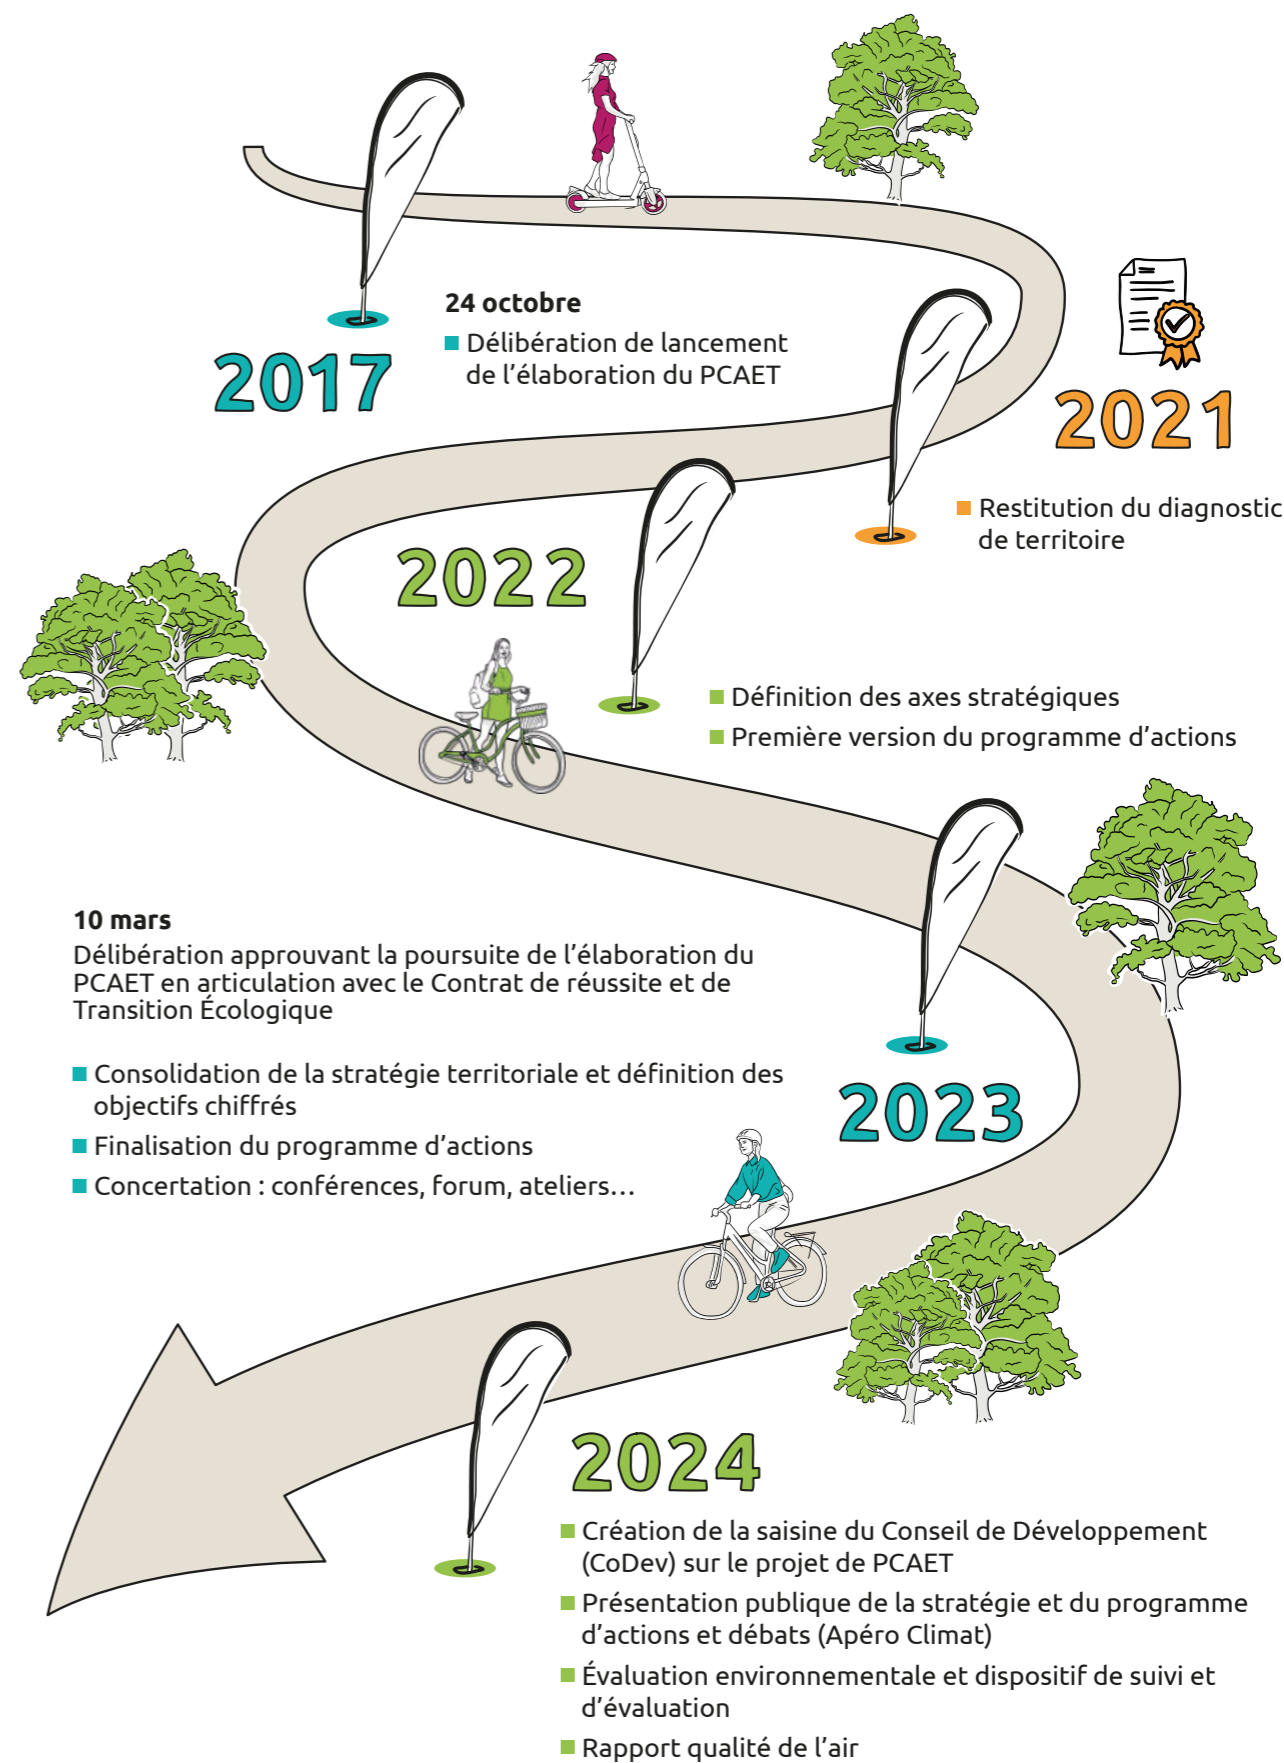 24 octobre
2017
Délibération de lancement
de l’élaboration du PCAET
2021
Restitution du diagnostic
de territoire
2022
Définition des axes stratégiques
Première version du programme d’actions
10 mars
Délibération approuvant la poursuite de l’élaboration du
PCAET en articulation avec le Contrat de réussite et de
Transition Écologique
Consolidation de la stratégie territoriale et définition des
objectifs chiffrés
Finalisation du programme d’actions
Concertation : conférences, forum, ateliers…
2023
2024
Création de la saisine du Conseil de Développement
(CoDev) sur le projet de PCAET
Présentation publique de la stratégie et du programme
d’actions et débats (Apéro Climat)
Évaluation environnementale et dispositif de suivi et
d’évaluation
Rapport qualité de l’air